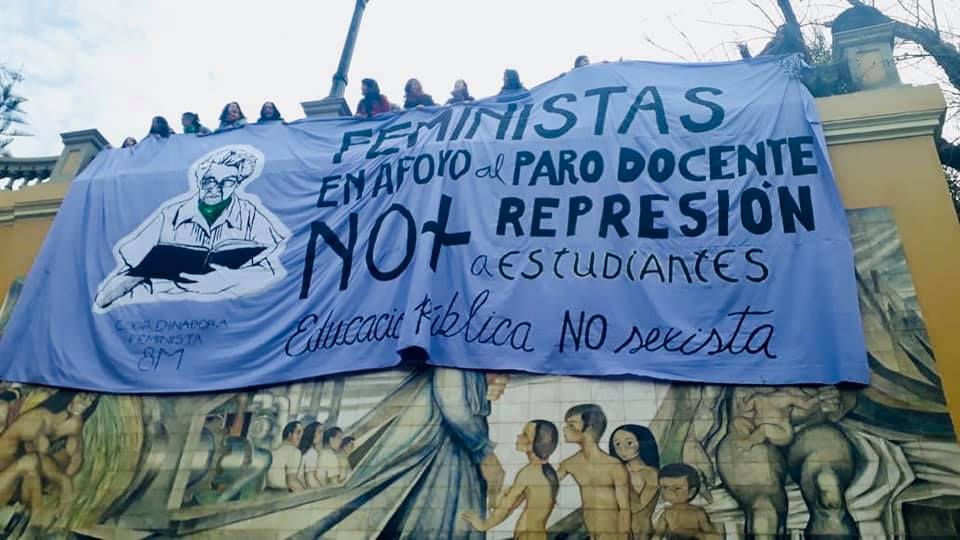 FEMINISTAS
EN APOYO al PARO DOCENTE
NO + REPRESIÓN
a ESTUDIANTES
Educación Pública NO sexista
COORDINADORA
FEMINISTA
8M